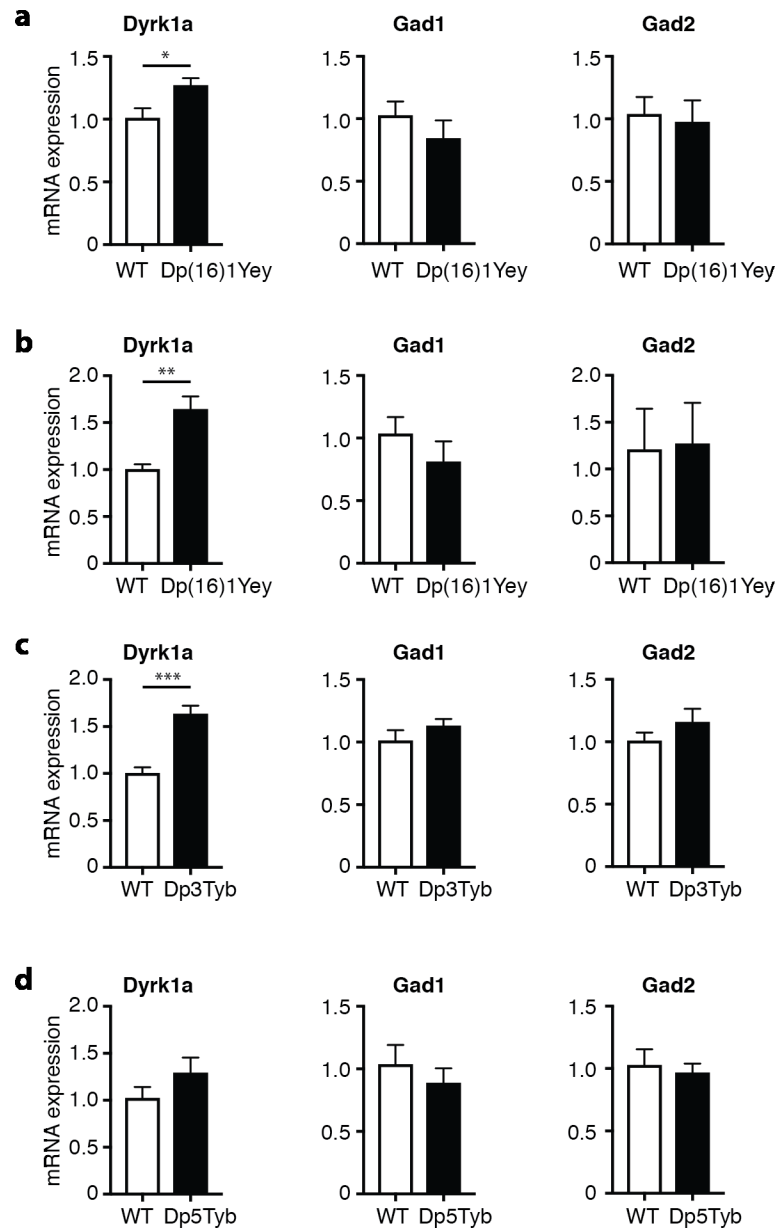 a
Dyrk1a Gad1 Gad2
mRNA expression
1.5 1.5 1.5
*
1.0 1.0 1.0
0.5 0.5 0.5
0 0 0
WT Dp(16)1Yey WT Dp(16)1Yey WT Dp(16)1Yey
b
Dyrk1a Gad1 Gad2
mRNA expression
2.0 1.5 2.0
**
1.5 1.0 1.5
1.0 0.5 1.0
0.5 0 0.5
0 0
WT Dp(16)1Yey WT Dp(16)1Yey WT Dp(16)1Yey
c
Dyrk1a Gad1 Gad2
mRNA expression
2.0 1.5 1.5
***
1.5 1.0 1.0
1.0 0.5 0.5
0.5 0 0
0
WT Dp3Tyb WT Dp3Tyb WT Dp3Tyb
d
Dyrk1a Gad1 Gad2
mRNA expression
2.0 1.5 1.5
1.5 1.0 1.0
1.0 0.5 0.5
0.5 0 0
0
WT Dp5Tyb WT Dp5Tyb WT Dp5Tyb